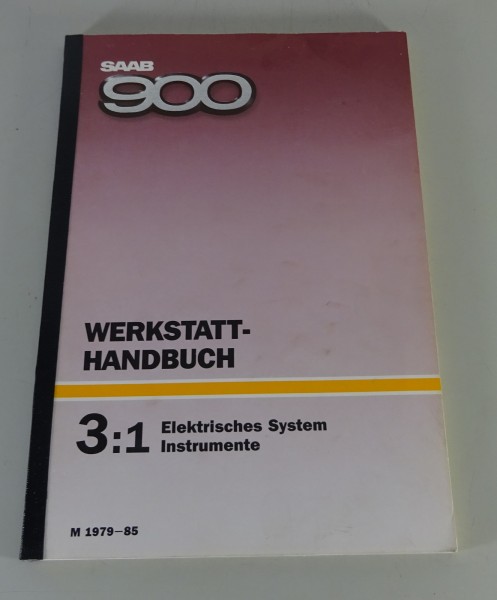 SAAB
900
WERKSTATT-
HANDBUCH
3:1 Elektrisches System
Instrumente
M 1979–85